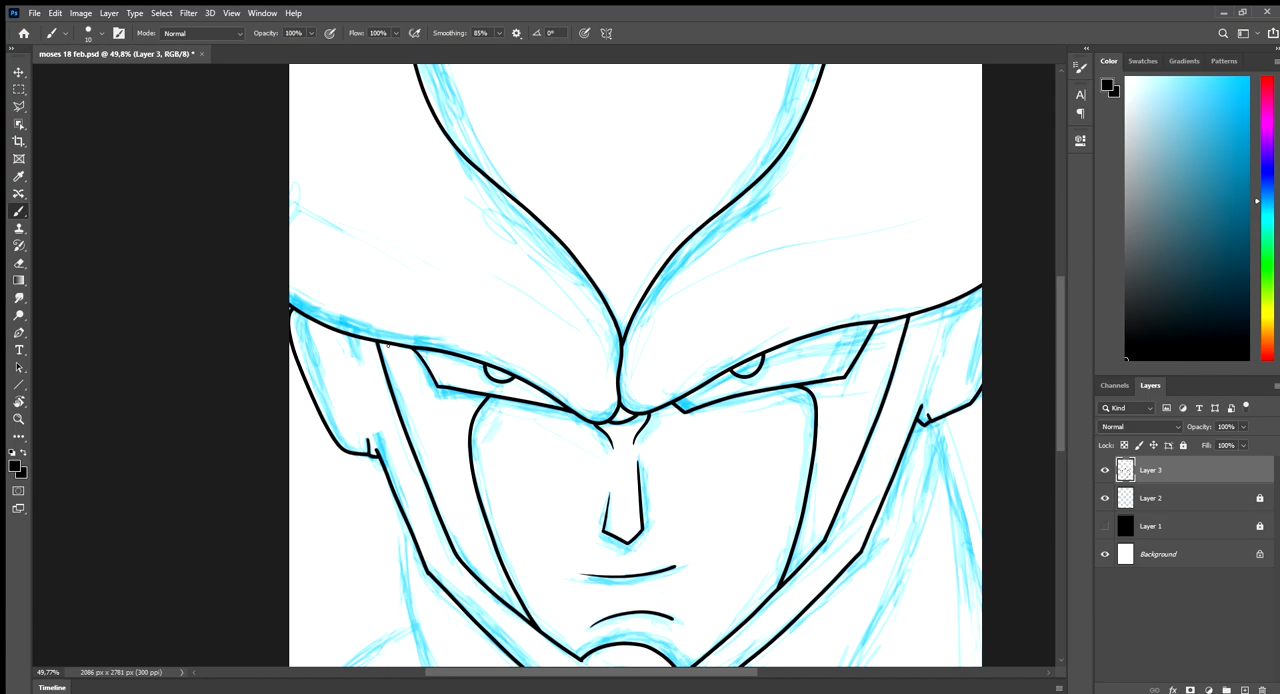 Ps File Edit Image Layer Type Select Filter 3D View Window Help
10 Mode: Normal Opacity: 100% Flow: 100% Smoothing: 85% 0°
moses 18 feb.psd @ 49,8% (Layer 3, RGB/8) * ×
Color Swatches Gradients Patterns
Channels Layers
Kind
Normal Opacity: 100%
Lock: Fill: 100%
Layer 3
Layer 2
Layer 1
Background
fx
49,77% 2086 px x 2781 px (300 ppi)
Timeline